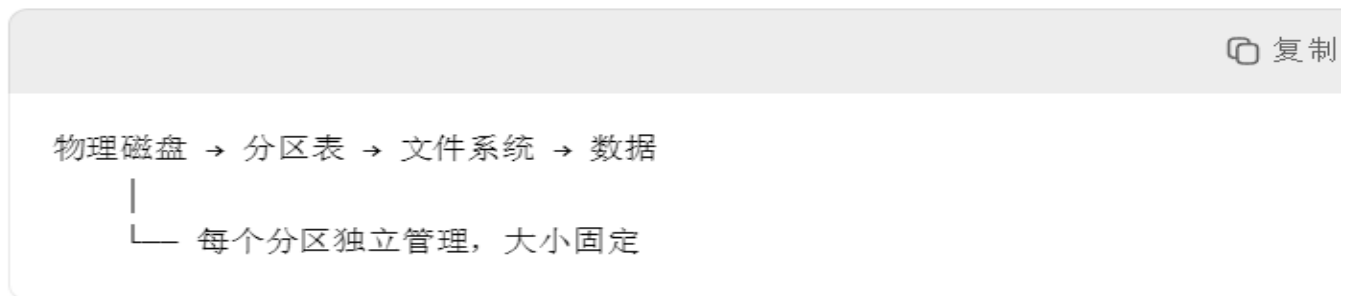 复制
物理磁盘 → 分区表 → 文件系统 → 数据
│
└── 每个分区独立管理，大小固定